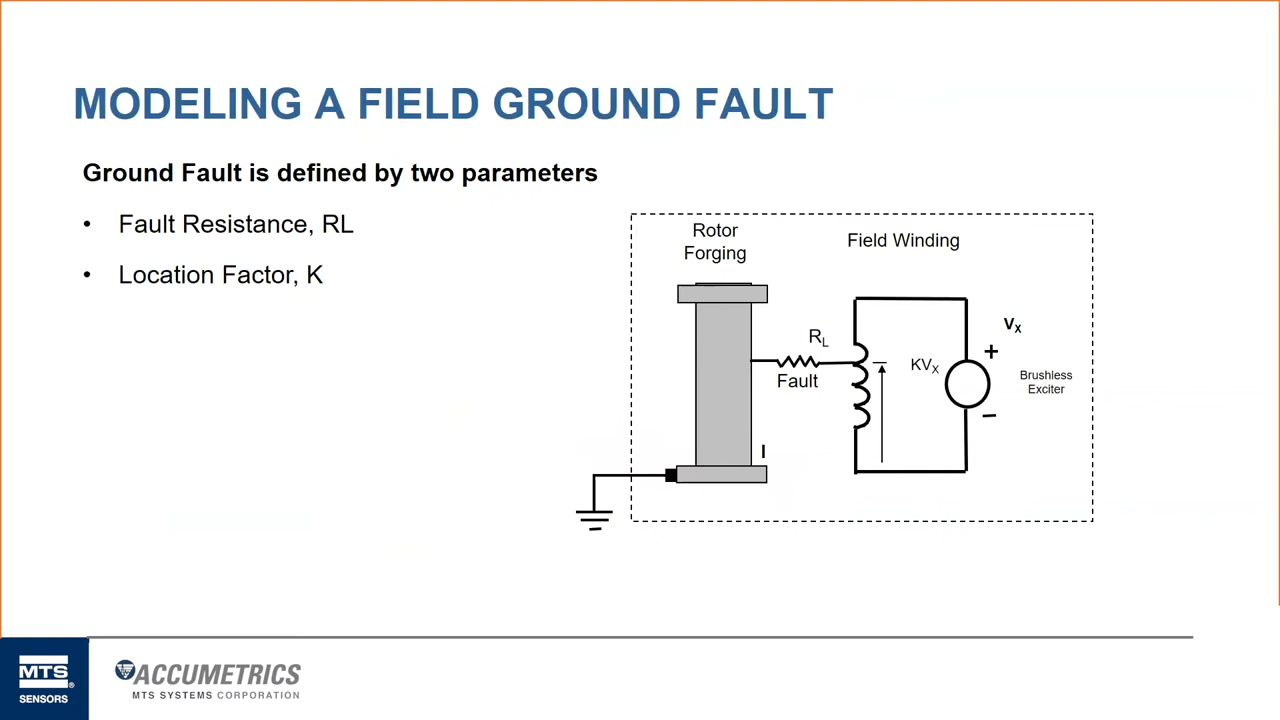 MODELING A FIELD GROUND FAULT
Ground Fault is defined by two parameters
• Fault Resistance, RL
• Location Factor, K
Rotor
Forging
Field Winding
RL
Fault
KVX
VX
+
Brushless
Exciter
–
I
MTS
®
SENSORS
ACCUMETRICS
MTS SYSTEMS CORPORATION